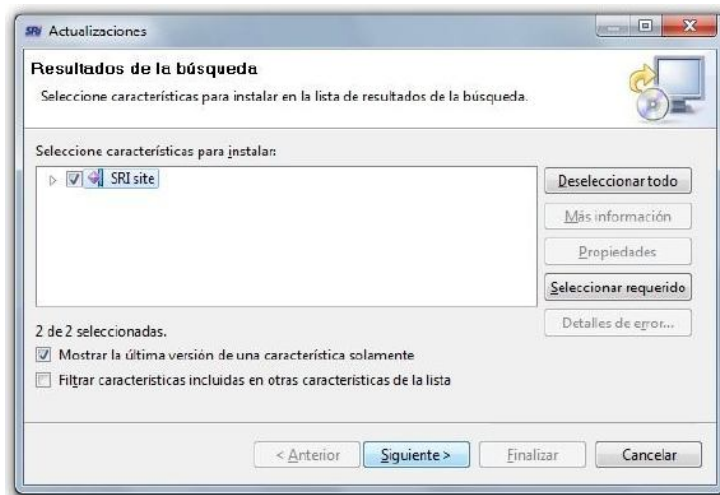 SRI Actualizaciones
Resultados de la búsqueda
Seleccione características para instalar en la lista de resultados de la búsqueda.
Seleccione características para instalar:
SRI site
Deseleccionar todo
Más información
Propiedades
Seleccionar requerido
Detalles de error...
2 de 2 seleccionadas.
Mostrar la última versión de una característica solamente
Filtrar características incluidas en otras características de la lista
< Anterior Siguiente > Finalizar Cancelar